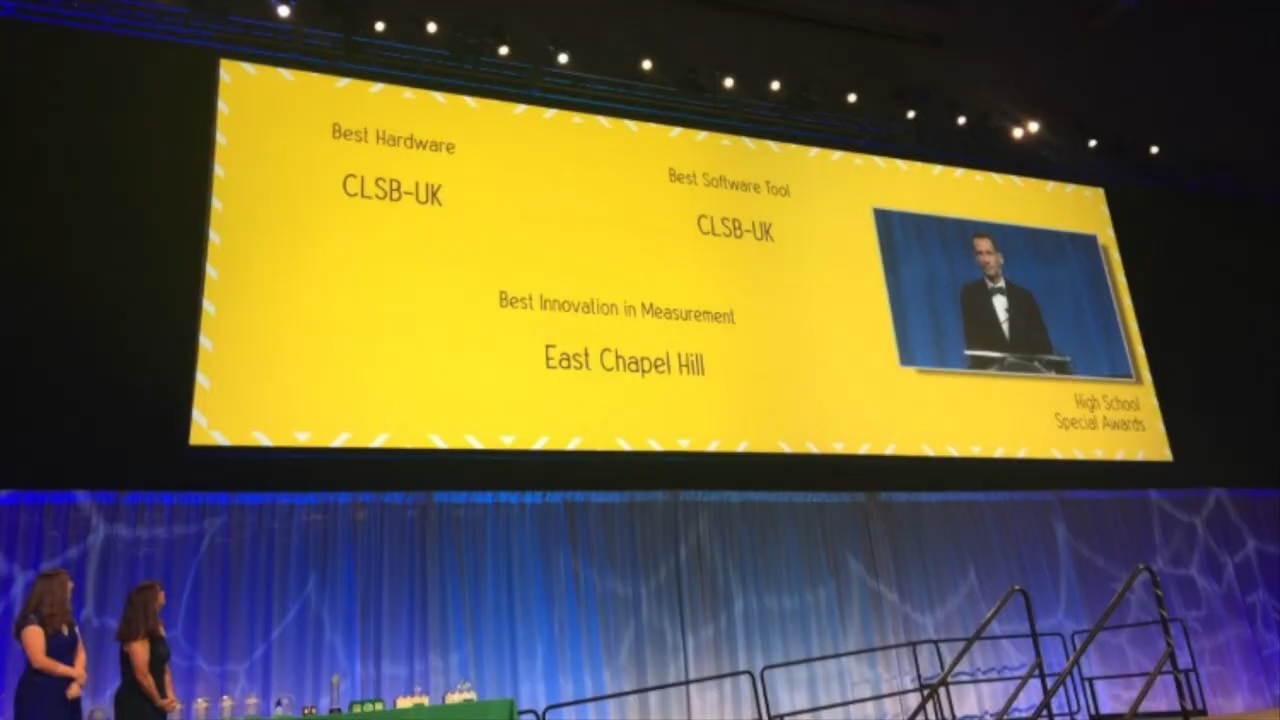 Best Hardware
CLSB-UK
Best Software Tool
CLSB-UK
Best Innovation in Measurement
East Chapel Hill
High School
Special Awards